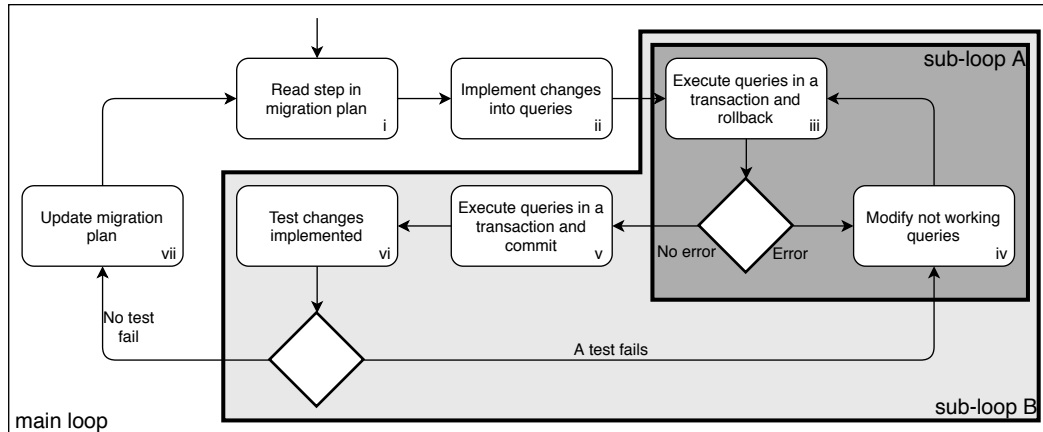 sub-loop A
Read step in
migration plan
i
Implement changes
into queries
ii
Execute queries in a
transaction and
rollback
iii
Update migration
plan
vii
Test changes
implemented
vi
Execute queries in a
transaction and
commit
v
No error
Error
Modify not working
queries
iv
No test
fail
A test fails
sub-loop B
main loop